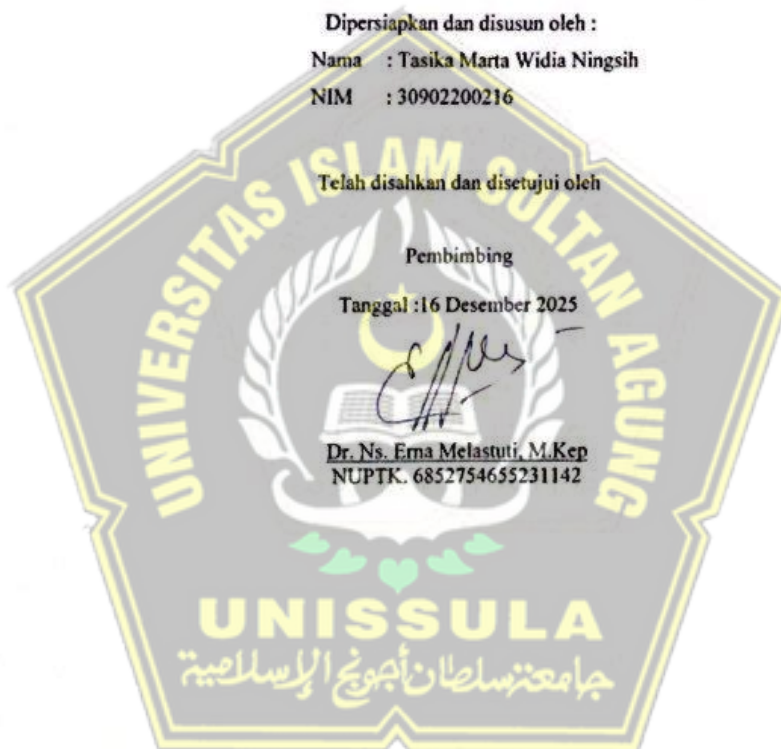 Dipersiapkan dan disusun oleh :
Nama : Tasika Marta Widia Ningsih
NIM : 30902200216
Telah disahkan dan disetujui oleh
Pembimbing
Tanggal :16 Desember 2025
Dr. Ns. Erna Melastuti, M.Kep
NUPTK. 6852754655231142
UNIVERSITAS ISLAM SULTAN AGUNG
UNISSULA
جامعة سلطان أجونج الإسلامية